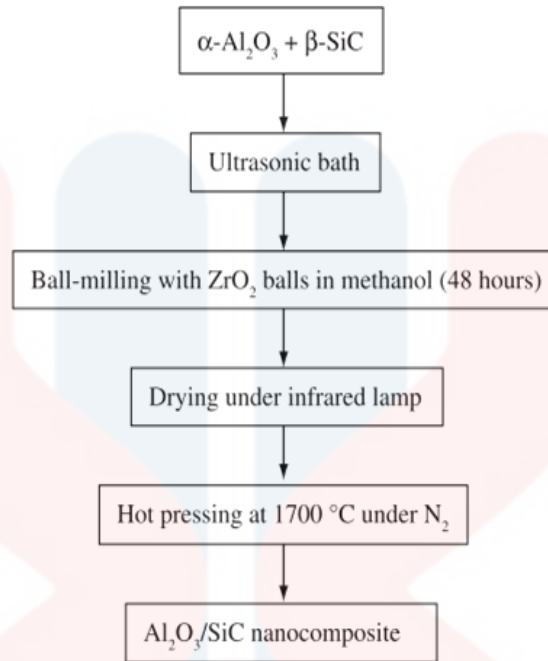 α-Al₂O₃ + β-SiC
Ultrasonic bath
Ball-milling with ZrO₂ balls in methanol (48 hours)
Drying under infrared lamp
Hot pressing at 1700 °C under N₂
Al₂O₃/SiC nanocomposite